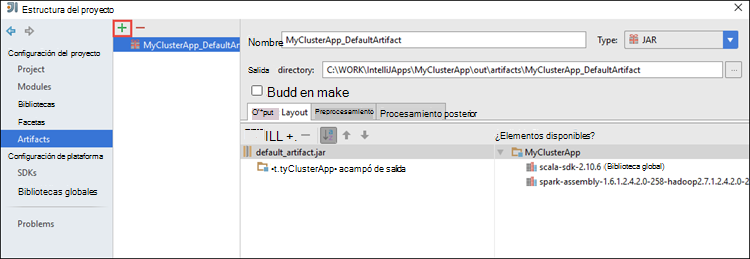 Estructura del proyecto
Configuración del proyecto
Project
Modules
Bibliotecas
Facetas
Artifacts
Configuración de plataforma
SDKs
Bibliotecas globales
Problems
MyClusterApp_DefaultArt
Nombre MyClusterApp_DefaultArtifact Type: JAR
Salida directory: C:\WORK\IntelliJApps\MyClusterApp\out\artifacts\MyClusterApp_DefaultArtifact ...
Budd en make
O"put Layout Preprocesamiento Procesamiento posterior
ILL +. ¿Elementos disponibles?
default_artifact.jar
•t.tyClusterApp• acampó de salida
MyClusterApp
scala-sdk-2.10.6 (Biblioteca global)
spark-assembly-1.6.1.2.4.2.0-258-hadoop2.7.1.2.4.2.0-2